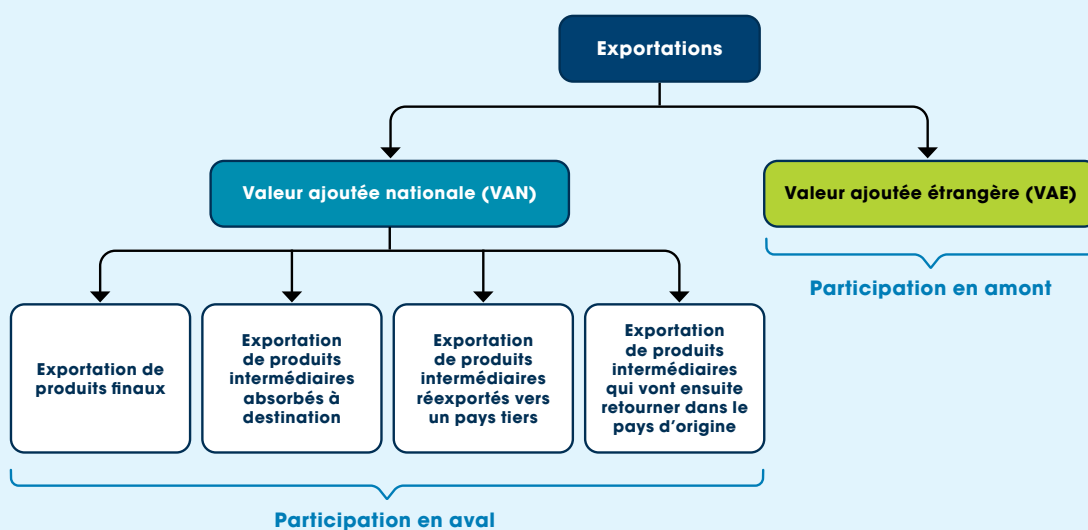 Exportations
Valeur ajoutée nationale (VAN)
Valeur ajoutée étrangère (VAE)
Participation en amont
Exportation de
produits finaux
Exportation
de produits
intermédiaires
absorbés à
destination
Exportation
de produits
intermédiaires
réexportés vers
un pays tiers
Exportation
de produits
intermédiaires
qui vont ensuite
retourner dans le
pays d'origine
Participation en aval